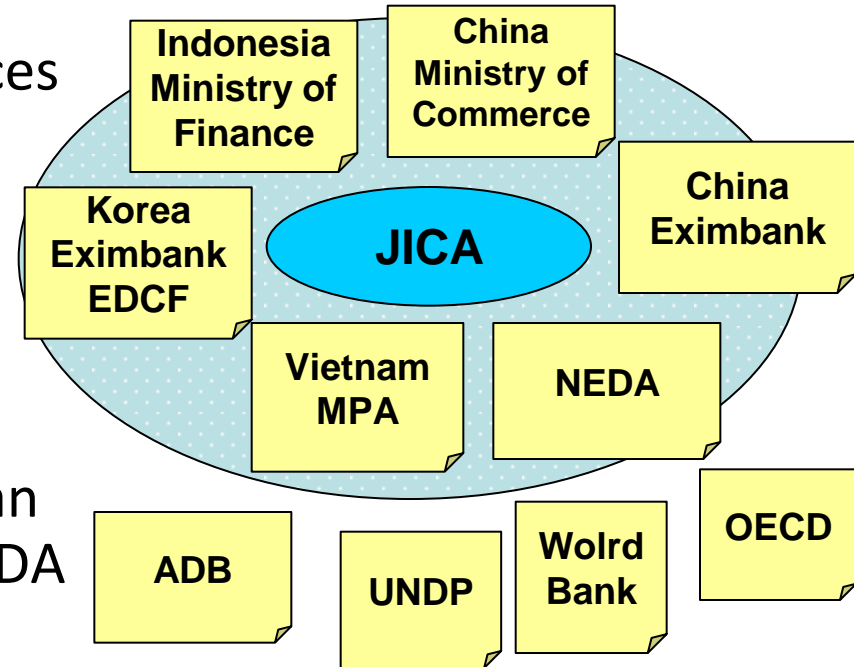 ces
Indonesia
Ministry of
Finance
China
Ministry of
Commerce
China
Eximbank
Korea
Eximbank
EDCF
JICA
Vietnam
MPA
NEDA
an
DA
ADB
UNDP
Wolrd
Bank
OECD